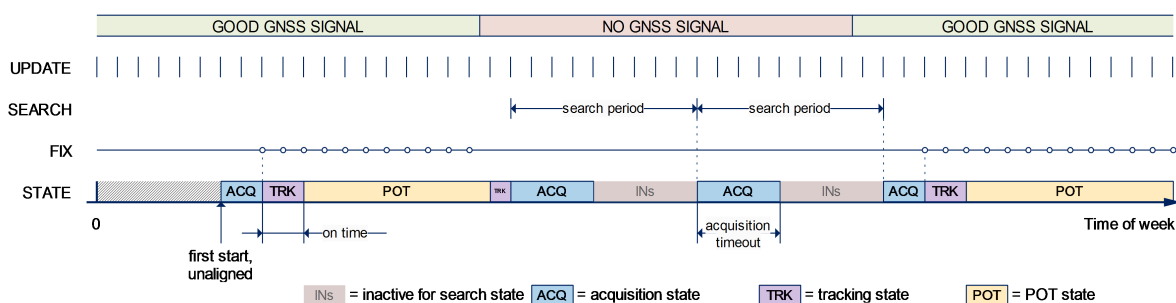 GOOD GNSS SIGNAL NO GNSS SIGNAL GOOD GNSS SIGNAL
UPDATE
SEARCH search period search period
FIX
STATE ACQ TRK POT TRK ACQ INs ACQ INs ACQ TRK POT
0 Time of week
on time acquisition
timeout
first start,
unaligned
INs = inactive for search state ACQ = acquisition state TRK = tracking state POT = POT state